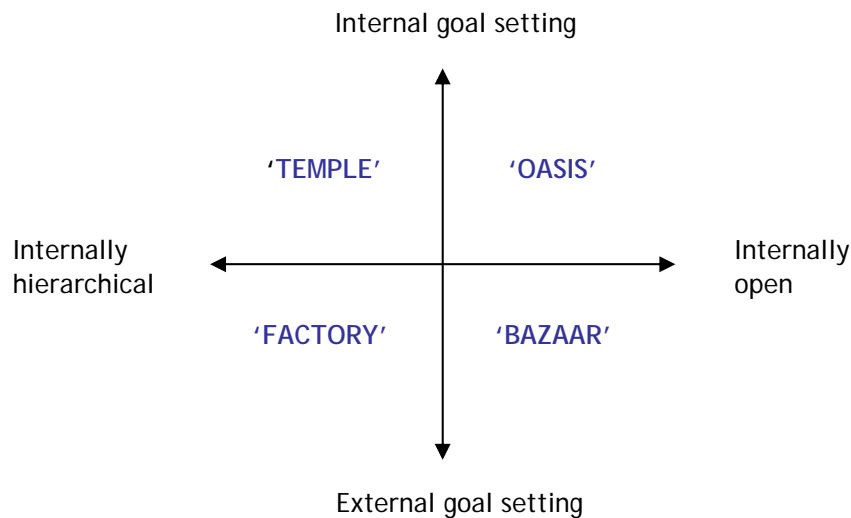 Internal goal setting
‘TEMPLE’ ‘OASIS’
Internally
hierarchical
Internally
open
‘FACTORY’ ‘BAZAAR’
External goal setting